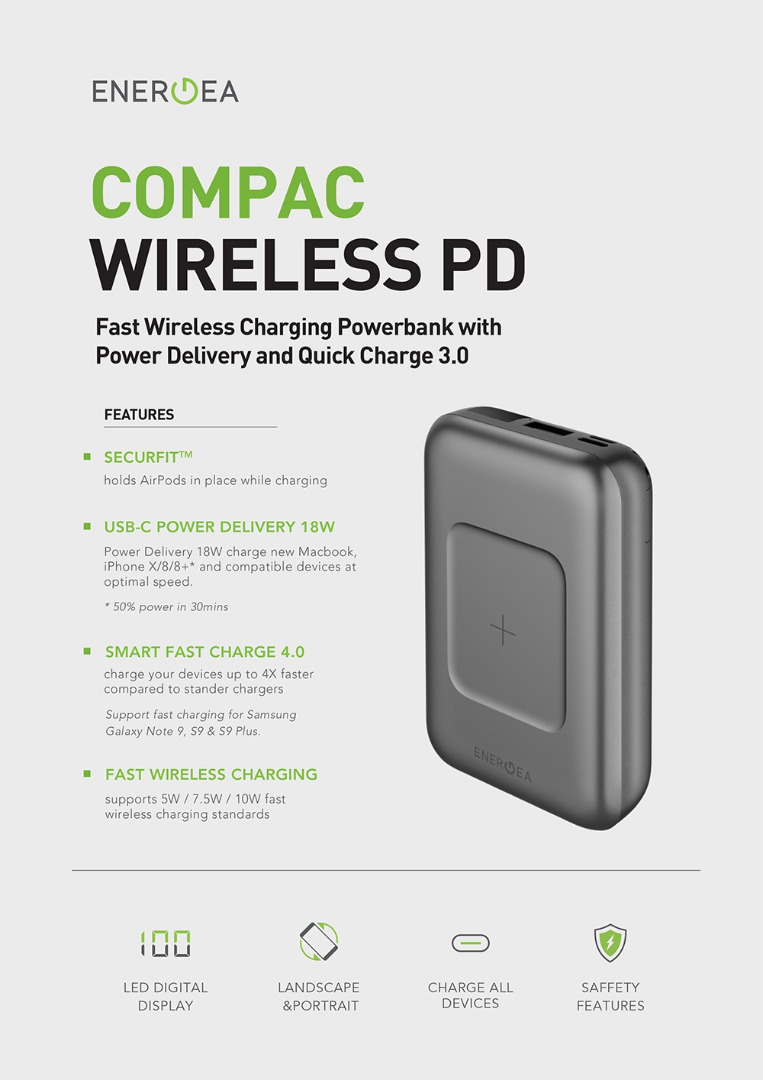 ENERGEA
COMPAC
WIRELESS PD
Fast Wireless Charging Powerbank with
Power Delivery and Quick Charge 3.0
FEATURES
SECURFIT™
holds AirPods in place while charging
USB-C POWER DELIVERY 18W
Power Delivery 18W charge new Macbook,
iPhone X/8/8+* and compatible devices at
optimal speed.
* 50% power in 30mins
SMART FAST CHARGE 4.0
charge your devices up to 4X faster
compared to stander chargers
Support fast charging for Samsung
Galaxy Note 9, S9 & S9 Plus.
FAST WIRELESS CHARGING
supports 5W / 7.5W / 10W fast
wireless charging standards
ENERGEA
100
LED DIGITAL
DISPLAY
LANDSCAPE
&PORTRAIT
CHARGE ALL
DEVICES
SAFFETY
FEATURES